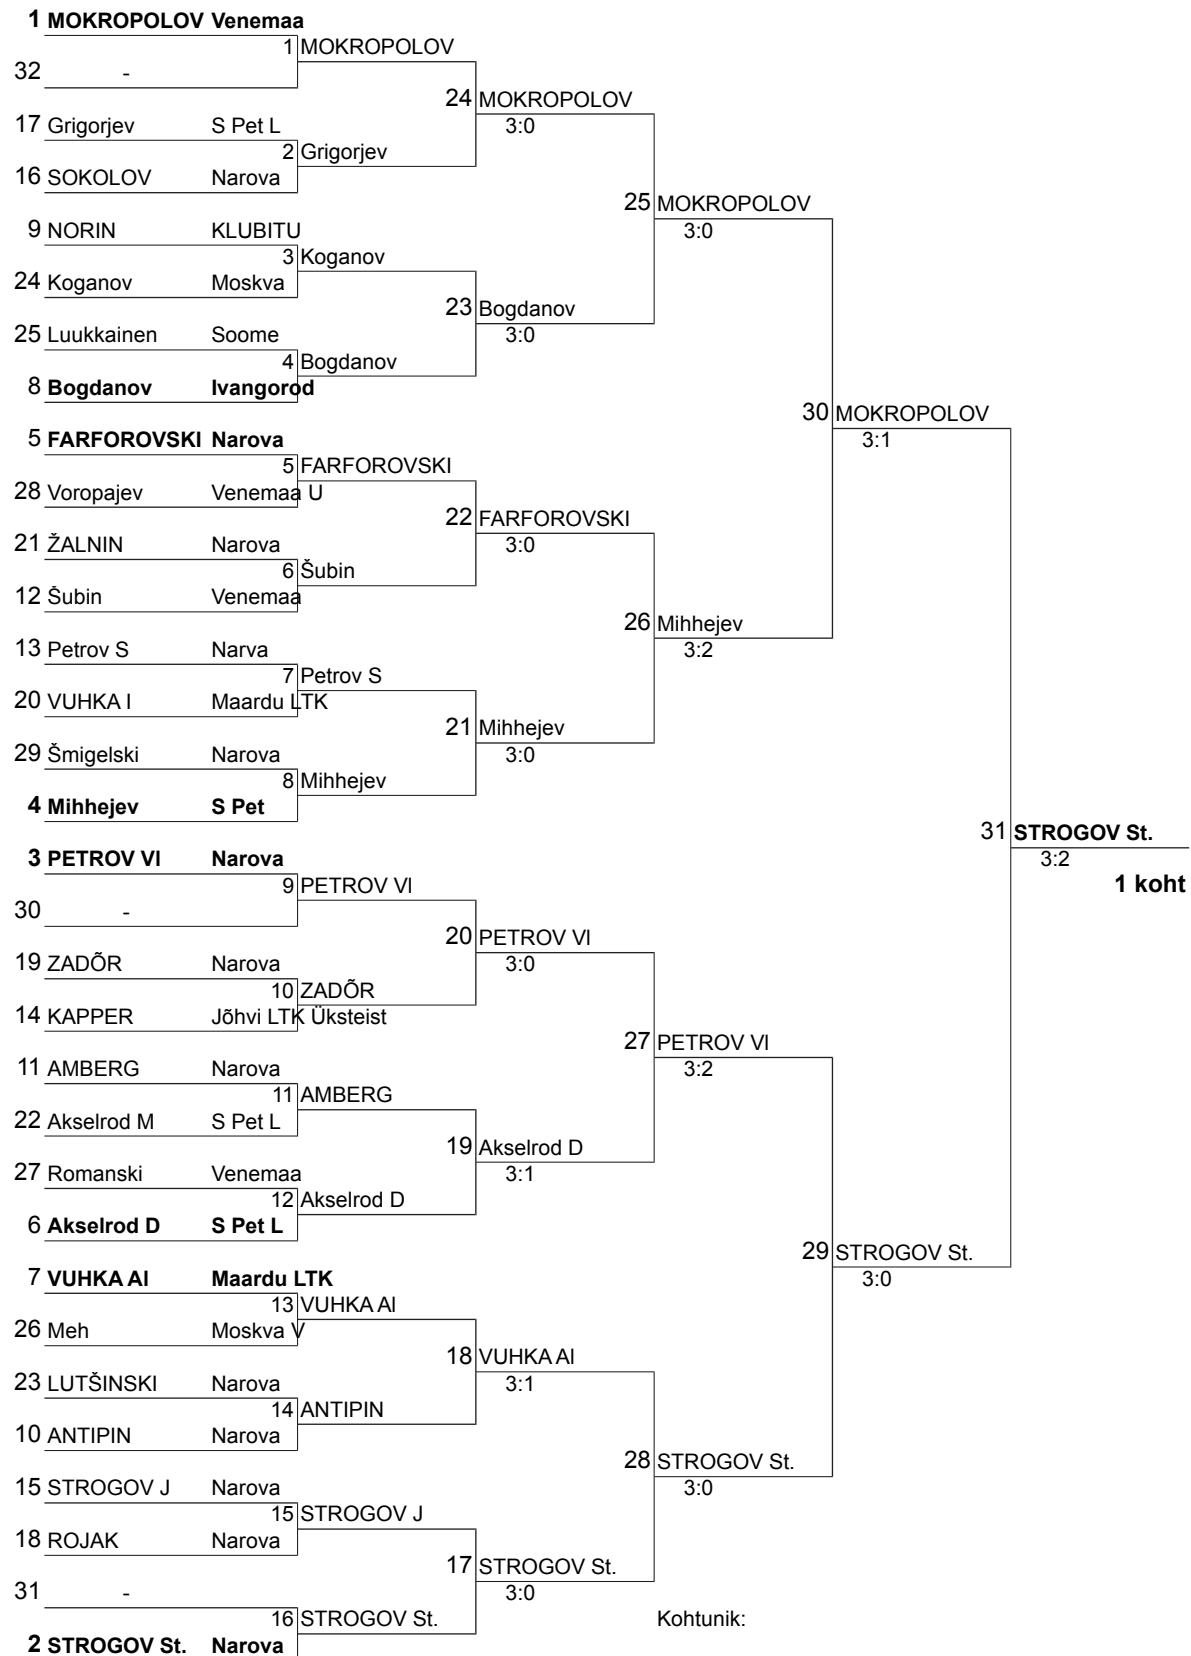 1 MOKROPOLOV Venemaa
1 MOKROPOLOV
32 -
24 MOKROPOLOV
17 Grigorjev S Pet L
3:0
2 Grigorjev
16 SOKOLOV Narova
25 MOKROPOLOV
9 NORIN KLUBITU
3:0
3 Koganov
24 Koganov Moskva
23 Bogdanov
25 Luukkainen Soome
3:0
4 Bogdanov
8 Bogdanov Ivangorod
30 MOKROPOLOV
5 FARFOROVSKI Narova
3:1
5 FARFOROVSKI
28 Voropajev Venemaa U
22 FARFOROVSKI
21 ŽALNIN Narova
3:0
6 Šubin
12 Šubin Venemaa
26 Mihhejev
13 Petrov S Narva
3:2
7 Petrov S
20 VUHKA I Maardu LTK
21 Mihhejev
29 Šmigelski Narova
3:0
8 Mihhejev
4 Mihhejev S Pet
31 STROGOV St.
3 PETROV Vl Narova
3:2
9 PETROV Vl
1 koht
30 -
20 PETROV Vl
19 ZADÕR Narova
3:0
10 ZADÕR
14 KAPPER Jõhvi LTK Üksteist
27 PETROV Vl
11 AMBERG Narova
3:2
11 AMBERG
22 Akselrod M S Pet L
19 Akselrod D
27 Romanski Venemaa
3:1
12 Akselrod D
6 Akselrod D S Pet L
29 STROGOV St.
7 VUHKA Al Maardu LTK
3:0
13 VUHKA Al
26 Meh Moskva V
18 VUHKA Al
23 LUTŠINSKI Narova
3:1
14 ANTIPIN
10 ANTIPIN Narova
28 STROGOV St.
15 STROGOV J Narova
3:0
15 STROGOV J
18 ROJAK Narova
17 STROGOV St.
31 -
3:0
16 STROGOV St.
Kohtunik:
2 STROGOV St. Narova